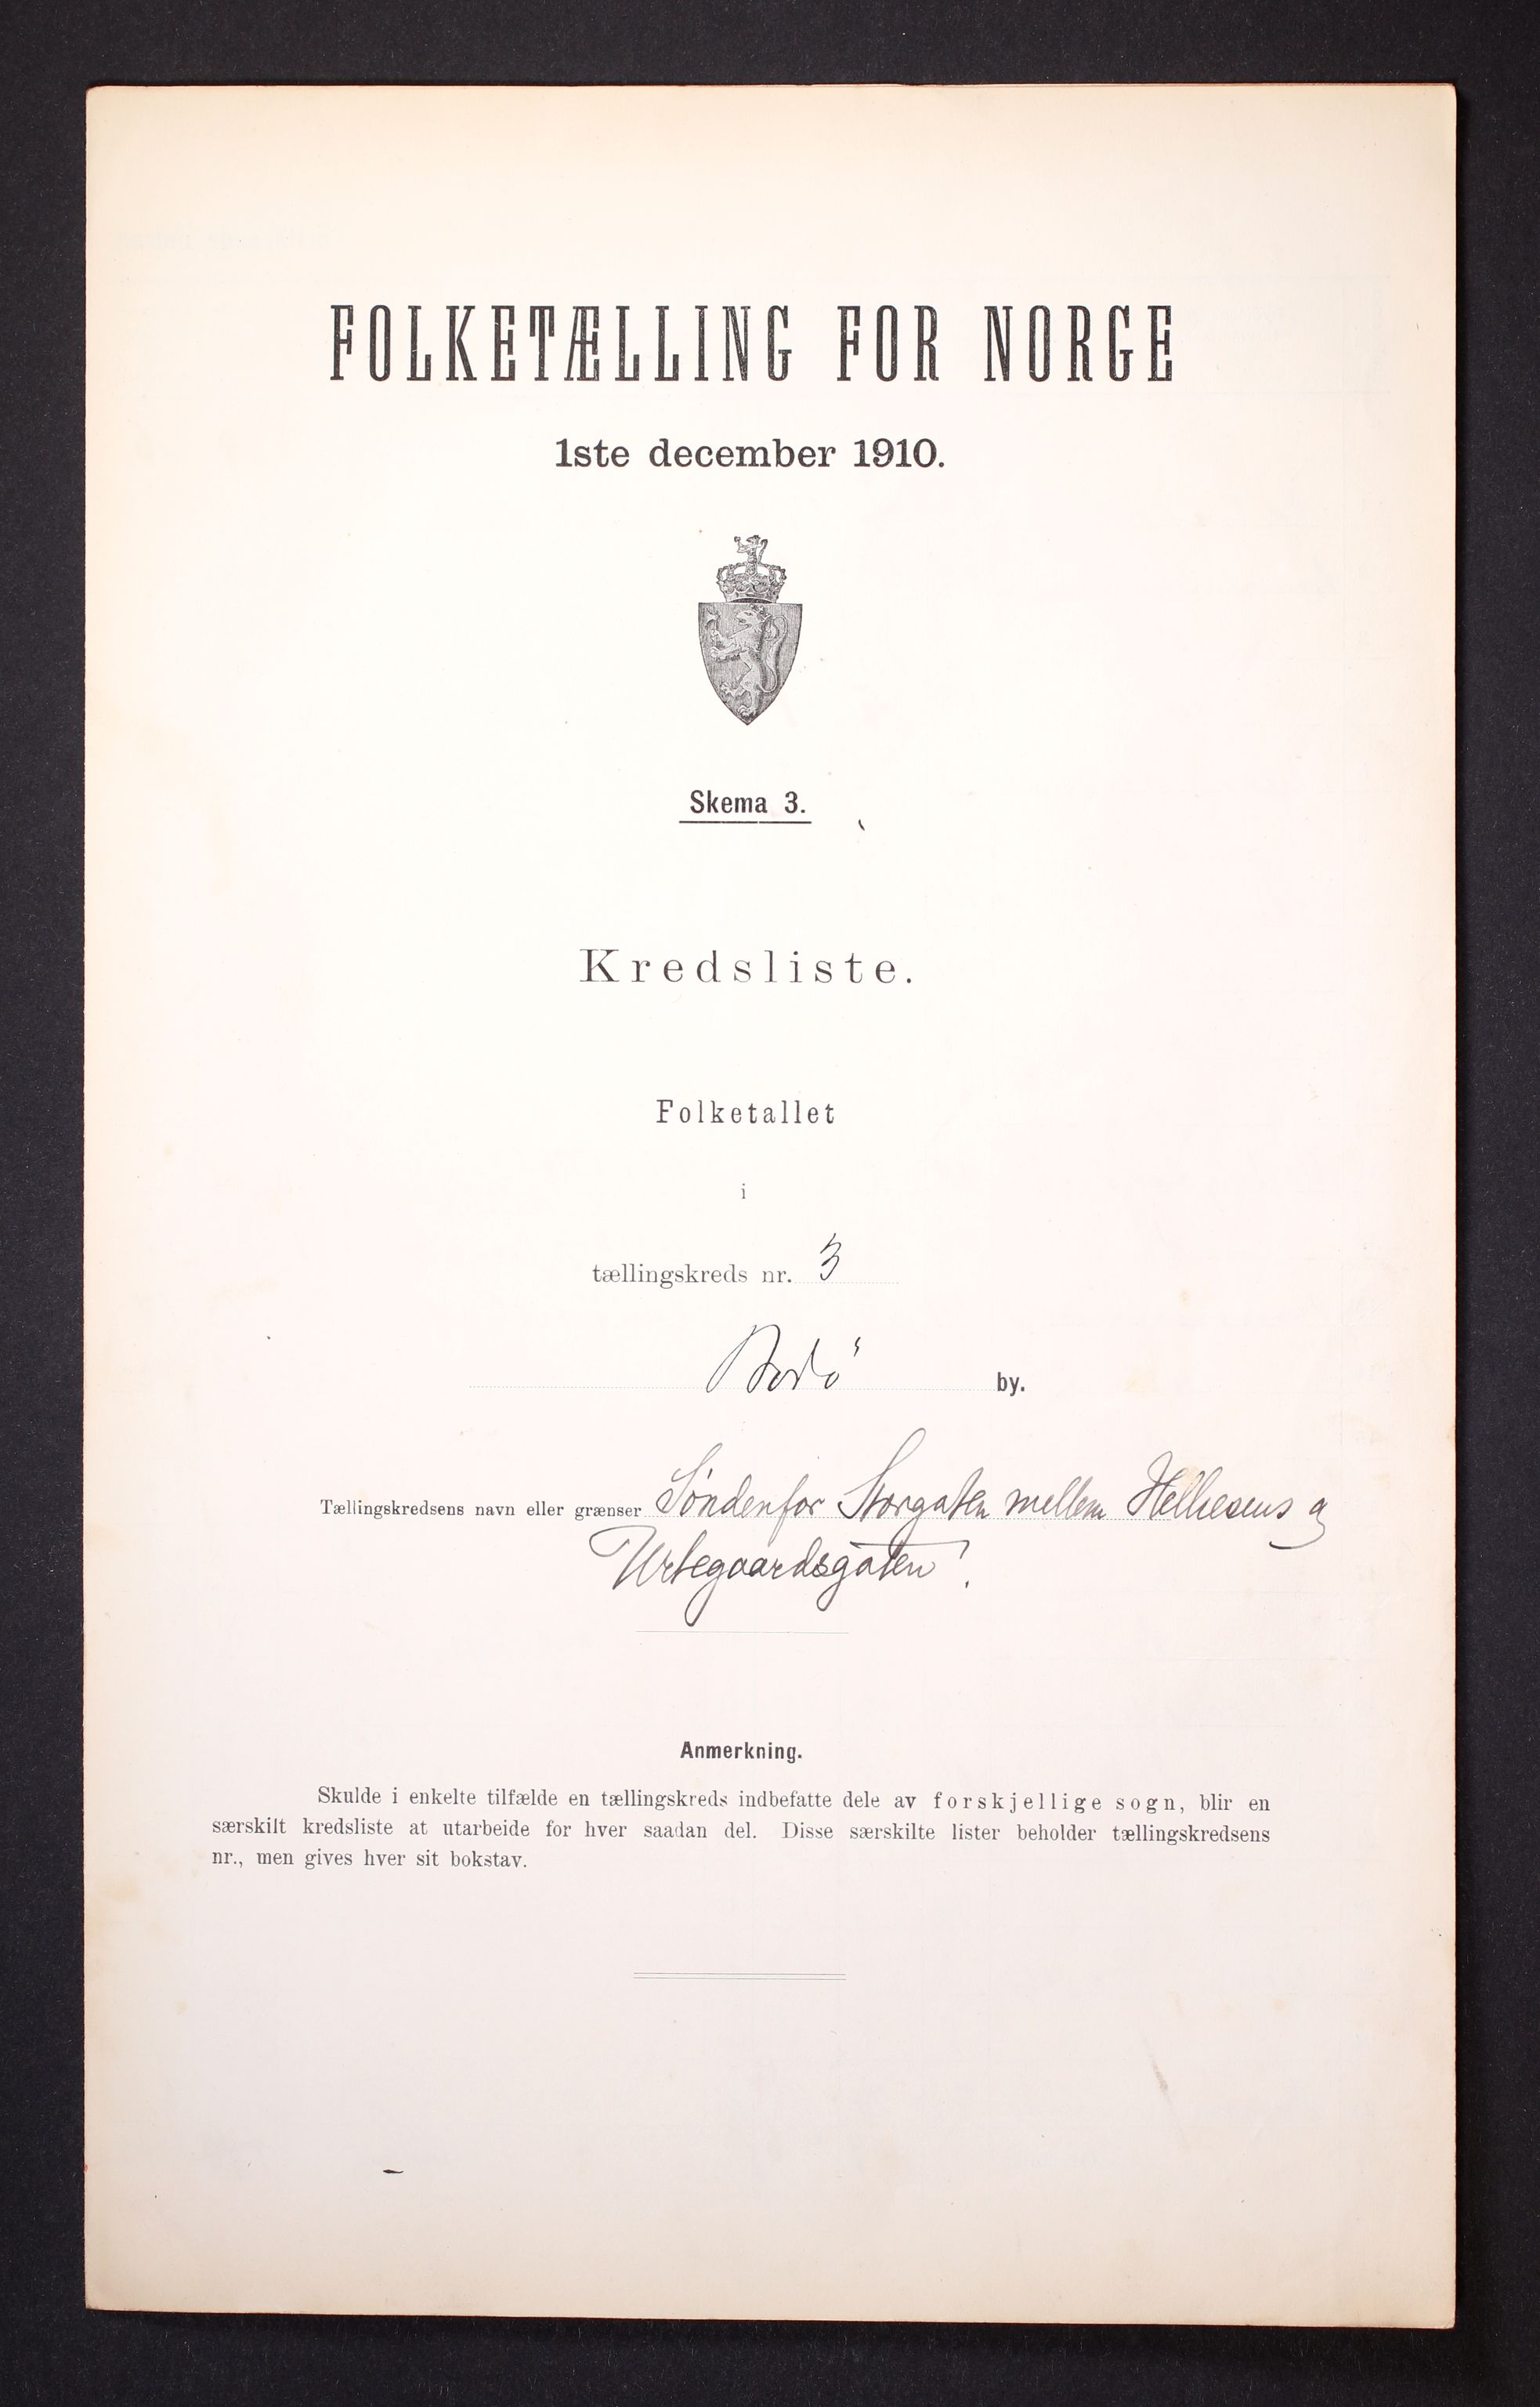 FOLKETÆLLING FOR NORGE
1ste december 1910.
Skema 3.
Kredsliste.
Folketallet
i
tællingskreds nr. 3
Bodö by.
Tællingskredsens navn eller grænser Söndenfor Storgaten mellem Helliesens og
Urtegaardsgaten.
Anmerkning.
Skulde i enkelte tilfælde en tællingskreds indbefatte dele av forskjellige sogn, blir en
særskilt kredsliste at utarbeide for hver saadan del. Disse særskilte lister beholder tællingskredsens
nr., men gives hver sit bokstav.